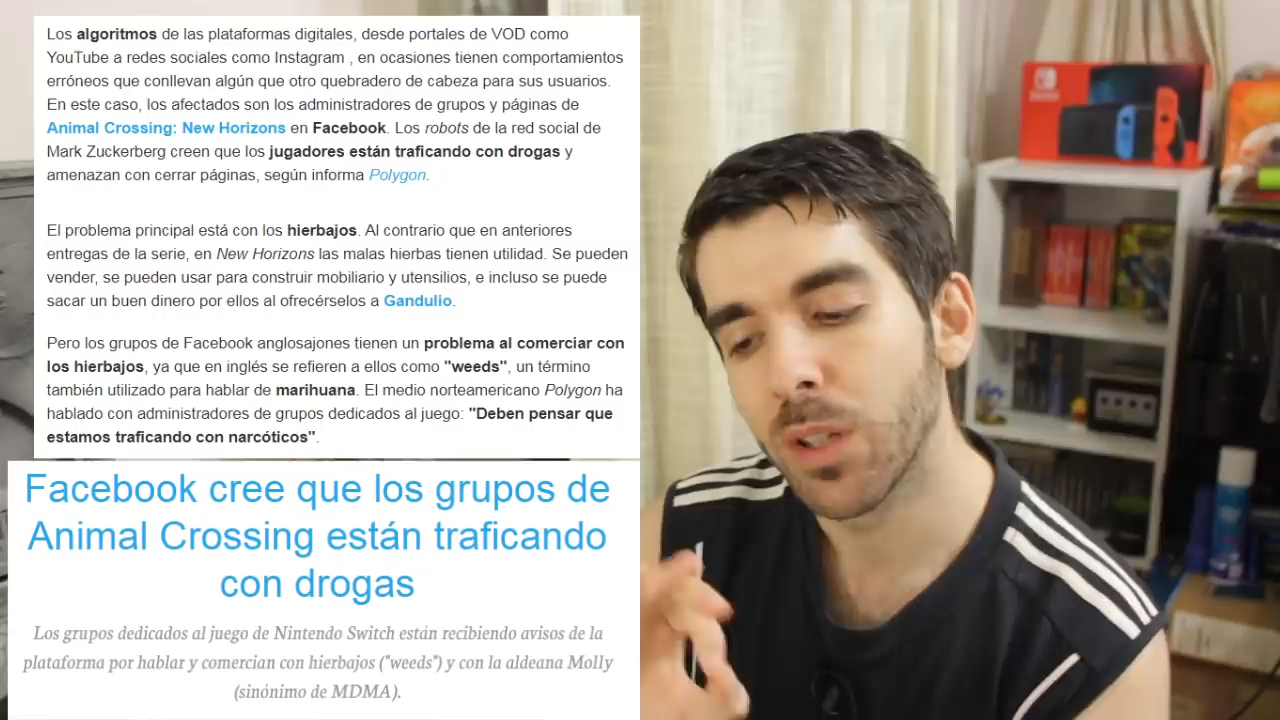 Los algoritmos de las plataformas digitales, desde portales de VOD como
YouTube a redes sociales como Instagram , en ocasiones tienen comportamientos
erróneos que conllevan algún que otro quebradero de cabeza para sus usuarios.
En este caso, los afectados son los administradores de grupos y páginas de
Animal Crossing: New Horizons en Facebook. Los robots de la red social de
Mark Zuckerberg creen que los jugadores están traficando con drogas y
amenazan con cerrar páginas, según informa Polygon.
El problema principal está con los hierbajos. Al contrario que en anteriores
entregas de la serie, en New Horizons las malas hierbas tienen utilidad. Se pueden
vender, se pueden usar para construir mobiliario y utensilios, e incluso se puede
sacar un buen dinero por ellos al ofrecérselos a Gandulio.
Pero los grupos de Facebook anglosajones tienen un problema al comerciar con
los hierbajos, ya que en inglés se refieren a ellos como "weeds", un término
también utilizado para hablar de marihuana. El medio norteamericano Polygon ha
hablado con administradores de grupos dedicados al juego: "Deben pensar que
estamos traficando con narcóticos".
Facebook cree que los grupos de
Animal Crossing están traficando
con drogas
Los grupos dedicados al juego de Nintendo Switch están recibiendo avisos de la
plataforma por hablar y comercian con hierbajos ("weeds") y con la aldeana Molly
(sinónimo de MDMA).